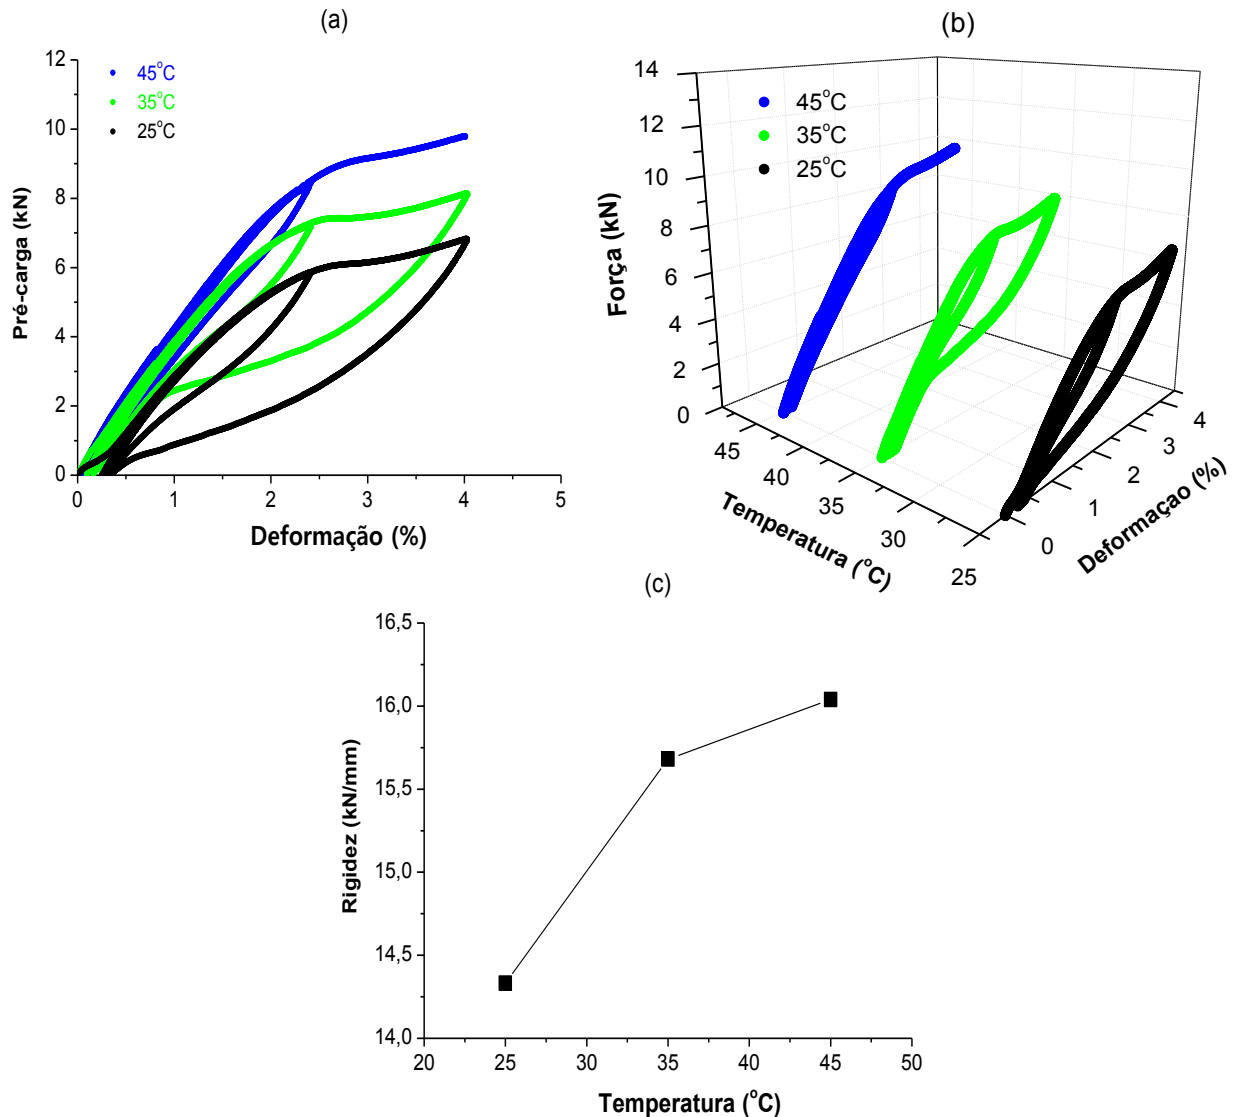 (a)
12
10
8
6
4
2
0
45°C
35°C
25°C
Pré-carga (kN)
0 1 2 3 4 5
Deformação (%)
(b)
14
12
10
8
6
4
2
0
45°C
35°C
25°C
Força (kN)
45 40 35 30 25
Temperatura (°C)
0 1 2 3 4
Deformaçao (%)
(c)
16,5
16,0
15,5
15,0
14,5
14,0
Rigidez (kN/mm)
20 25 30 35 40 45 50
Temperatura (°C)